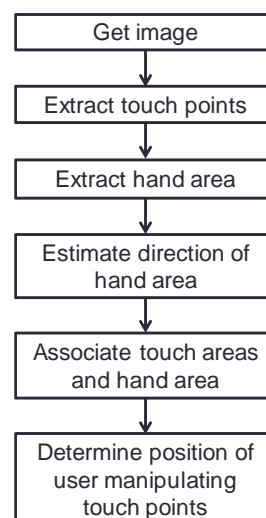 Get image
Extract touch points
Extract hand area
Estimate direction of
hand area
Associate touch areas
and hand area
Determine position of
user manipulating
touch points